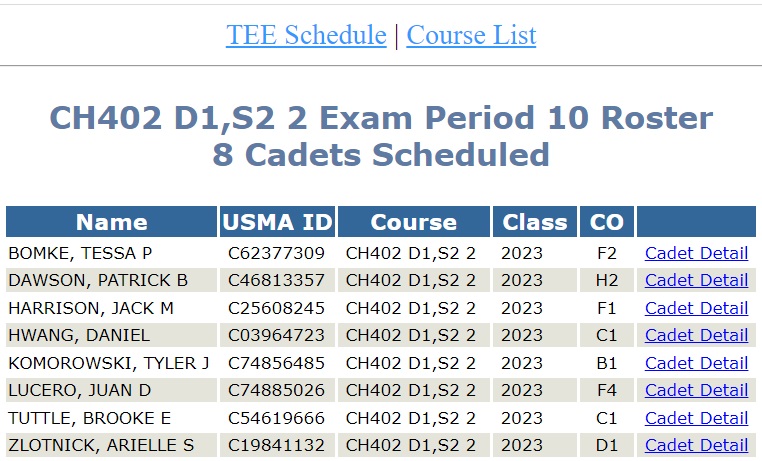 TEE Schedule | Course List
CH402 D1,S2 2 Exam Period 10 Roster
8 Cadets Scheduled
Name USMA ID Course Class CO
BOMKE, TESSA P C62377309 CH402 D1,S2 2 2023 F2 Cadet Detail
DAWSON, PATRICK B C46813357 CH402 D1,S2 2 2023 H2 Cadet Detail
HARRISON, JACK M C25608245 CH402 D1,S2 2 2023 F1 Cadet Detail
HWANG, DANIEL C03964723 CH402 D1,S2 2 2023 C1 Cadet Detail
KOMOROWSKI, TYLER J C74856485 CH402 D1,S2 2 2023 B1 Cadet Detail
LUCERO, JUAN D C74885026 CH402 D1,S2 2 2023 F4 Cadet Detail
TUTTLE, BROOKE E C54619666 CH402 D1,S2 2 2023 C1 Cadet Detail
ZLOTNICK, ARIELLE S C19841132 CH402 D1,S2 2 2023 D1 Cadet Detail